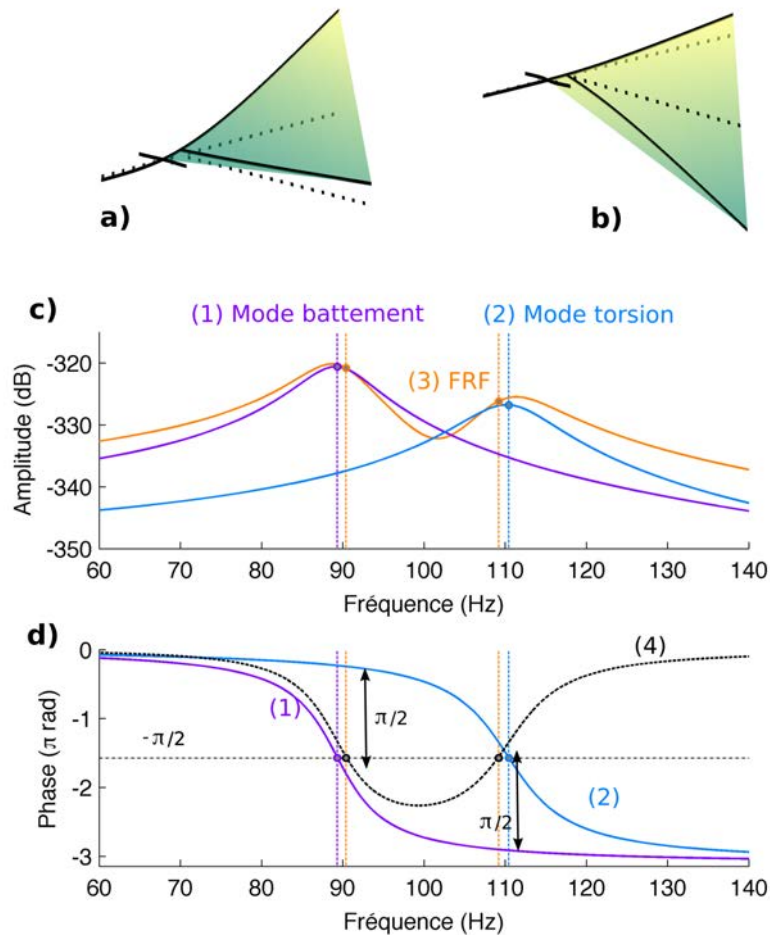 a)
b)
c)
(1) Mode battement
(2) Mode torsion
(3) FRF
Amplitude (dB)
-320
-330
-340
-350
60 70 80 90 100 110 120 130 140
Fréquence (Hz)
d)
(4)
(1)
π/2
-π/2
(2)
π/2
Phase (π rad)
0
-1
-2
-3
60 70 80 90 100 110 120 130 140
Fréquence (Hz)